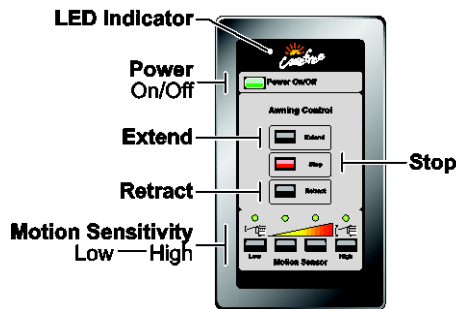 LED Indicator
Carefree
Power
On/Off
Power On/Off
Awning Control
Extend
Extend
Stop
Stop
Retract
Retract
Motion Sensitivity
Low — High
Low
High
Motion Sensor